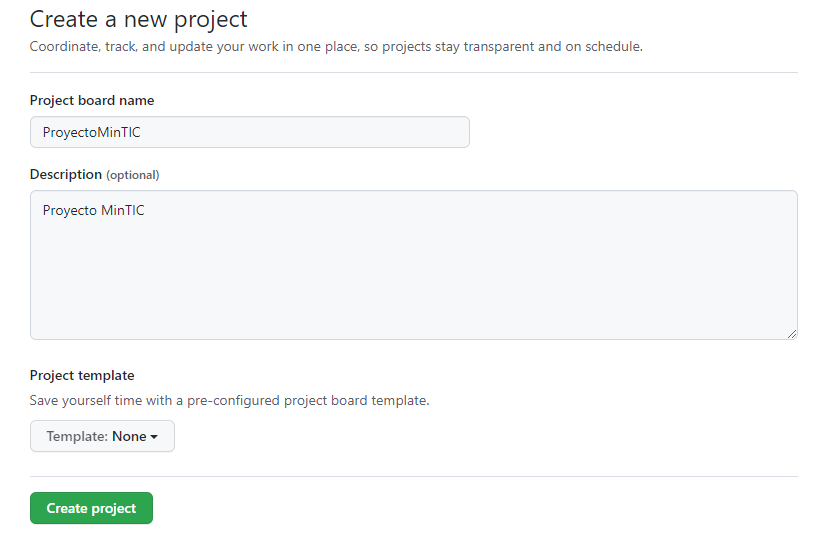 Create a new project
Coordinate, track, and update your work in one place, so projects stay transparent and on schedule.
Project board name
ProyectoMinTIC
Description (optional)
Proyecto MinTIC
Project template
Save yourself time with a pre-configured project board template.
Template: None
Create project